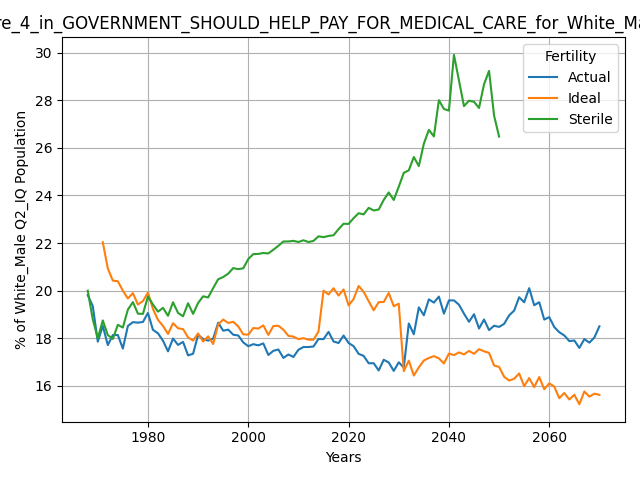 re_4_in_GOVERNMENT_SHOULD_HELP_PAY_FOR_MEDICAL_CARE_for_White_Ma
Fertility
Actual
Ideal
Sterile
% of White_Male Q2_IQ Population
30
28
26
24
22
20
18
16
1980
2000
2020
2040
2060
Years